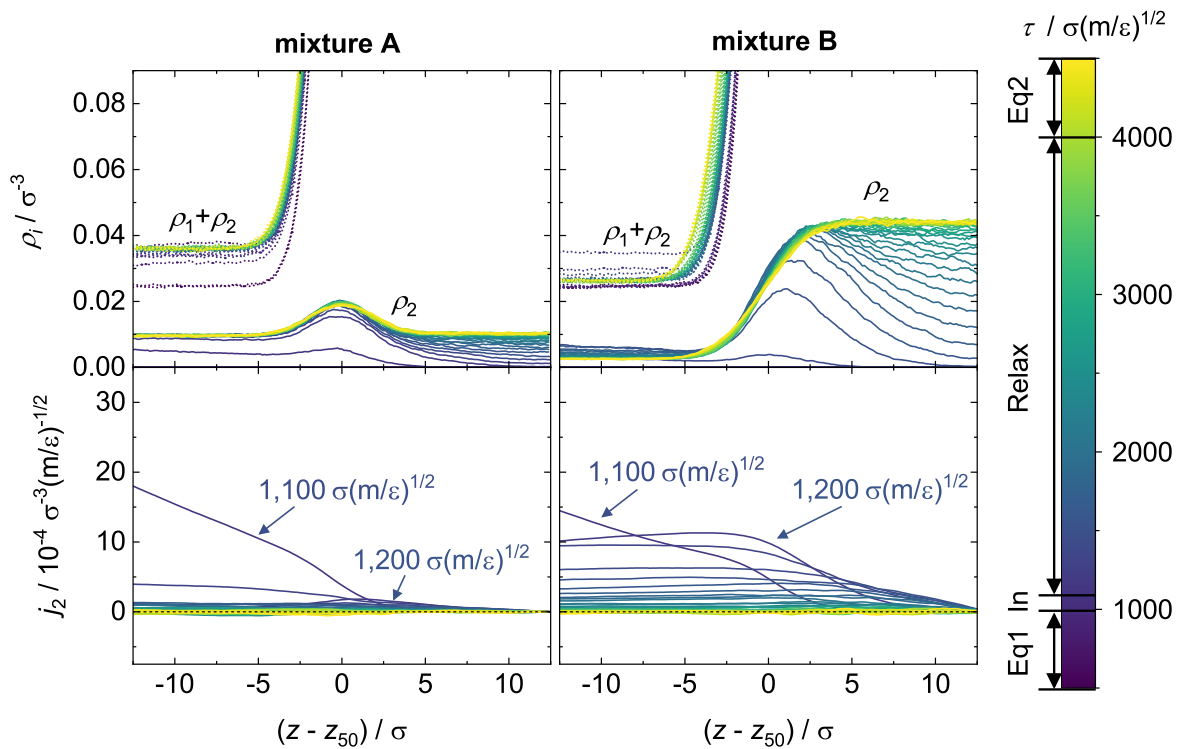 mixture A
mixture B
τ / σ(m/ε)^1/2
ρi / σ^-3
0.08
0.06
0.04
0.02
0.00
ρ1+ρ2
ρ2
ρ1+ρ2
ρ2
j2 / 10^-4 σ^-3(m/ε)^-1/2
30
20
10
0
1,100 σ(m/ε)^1/2
1,200 σ(m/ε)^1/2
1,100 σ(m/ε)^1/2
1,200 σ(m/ε)^1/2
-10 -5 0 5 10
-10 -5 0 5 10
(z - z50) / σ
(z - z50) / σ
Eq2
Relax
In
Eq1
4000
3000
2000
1000